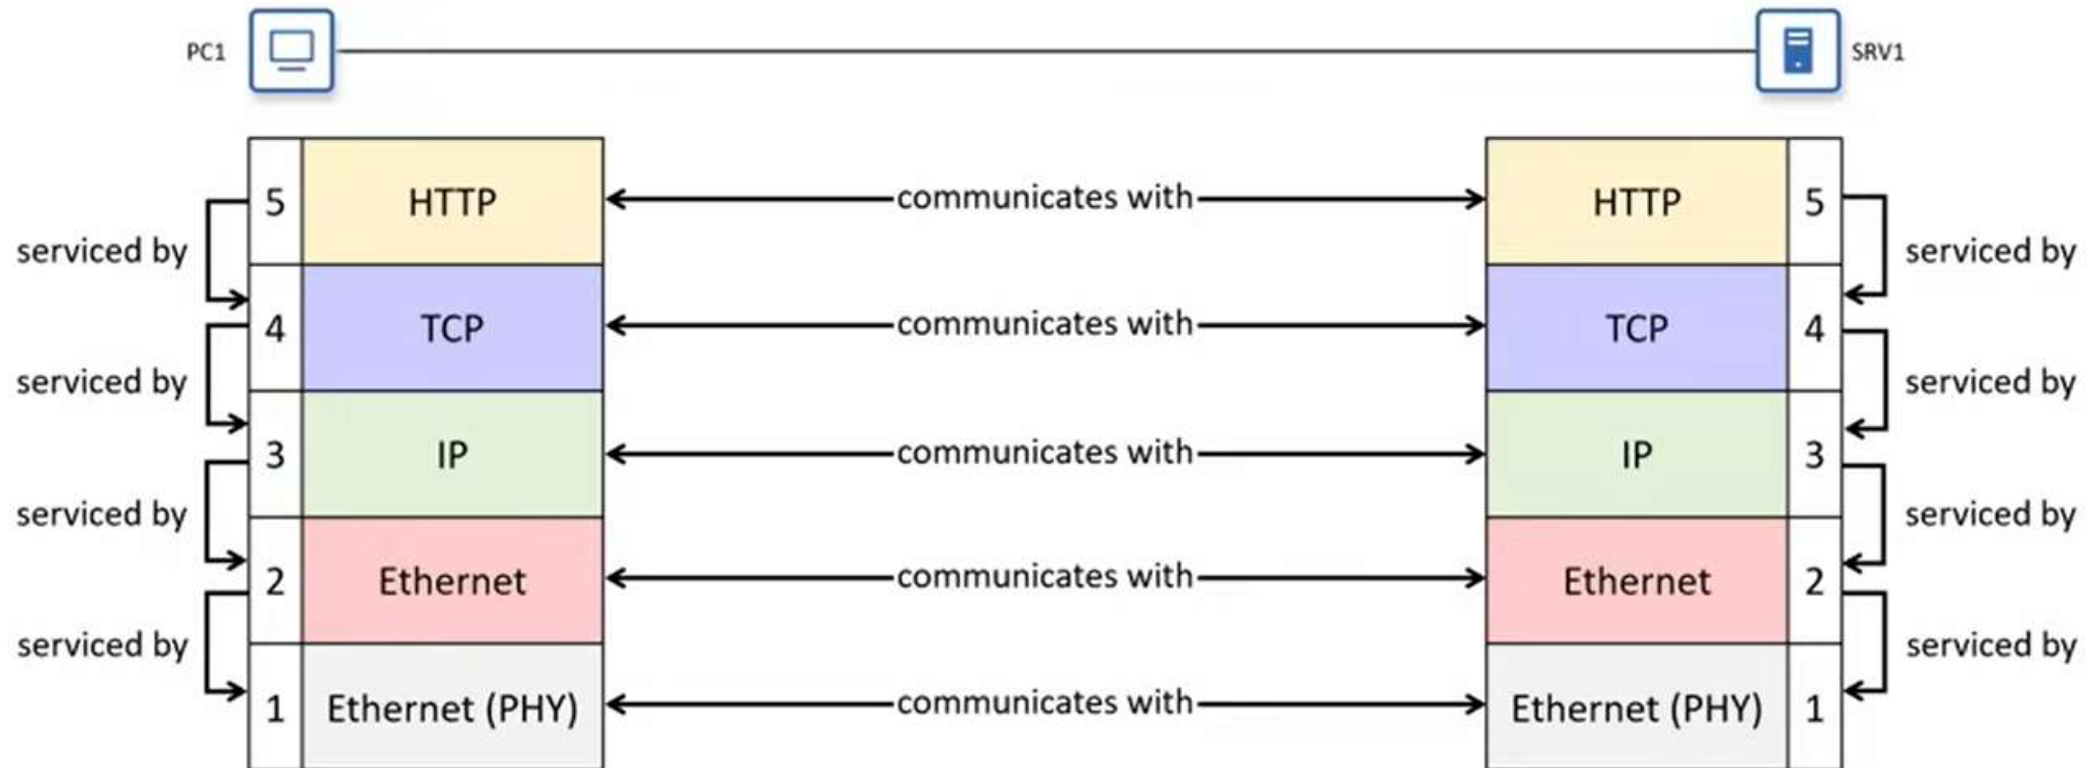 PC1
SRV1
5 HTTP communicates with HTTP 5
serviced by serviced by
4 TCP communicates with TCP 4
serviced by serviced by
3 IP communicates with IP 3
serviced by serviced by
2 Ethernet communicates with Ethernet 2
serviced by serviced by
1 Ethernet (PHY) communicates with Ethernet (PHY) 1